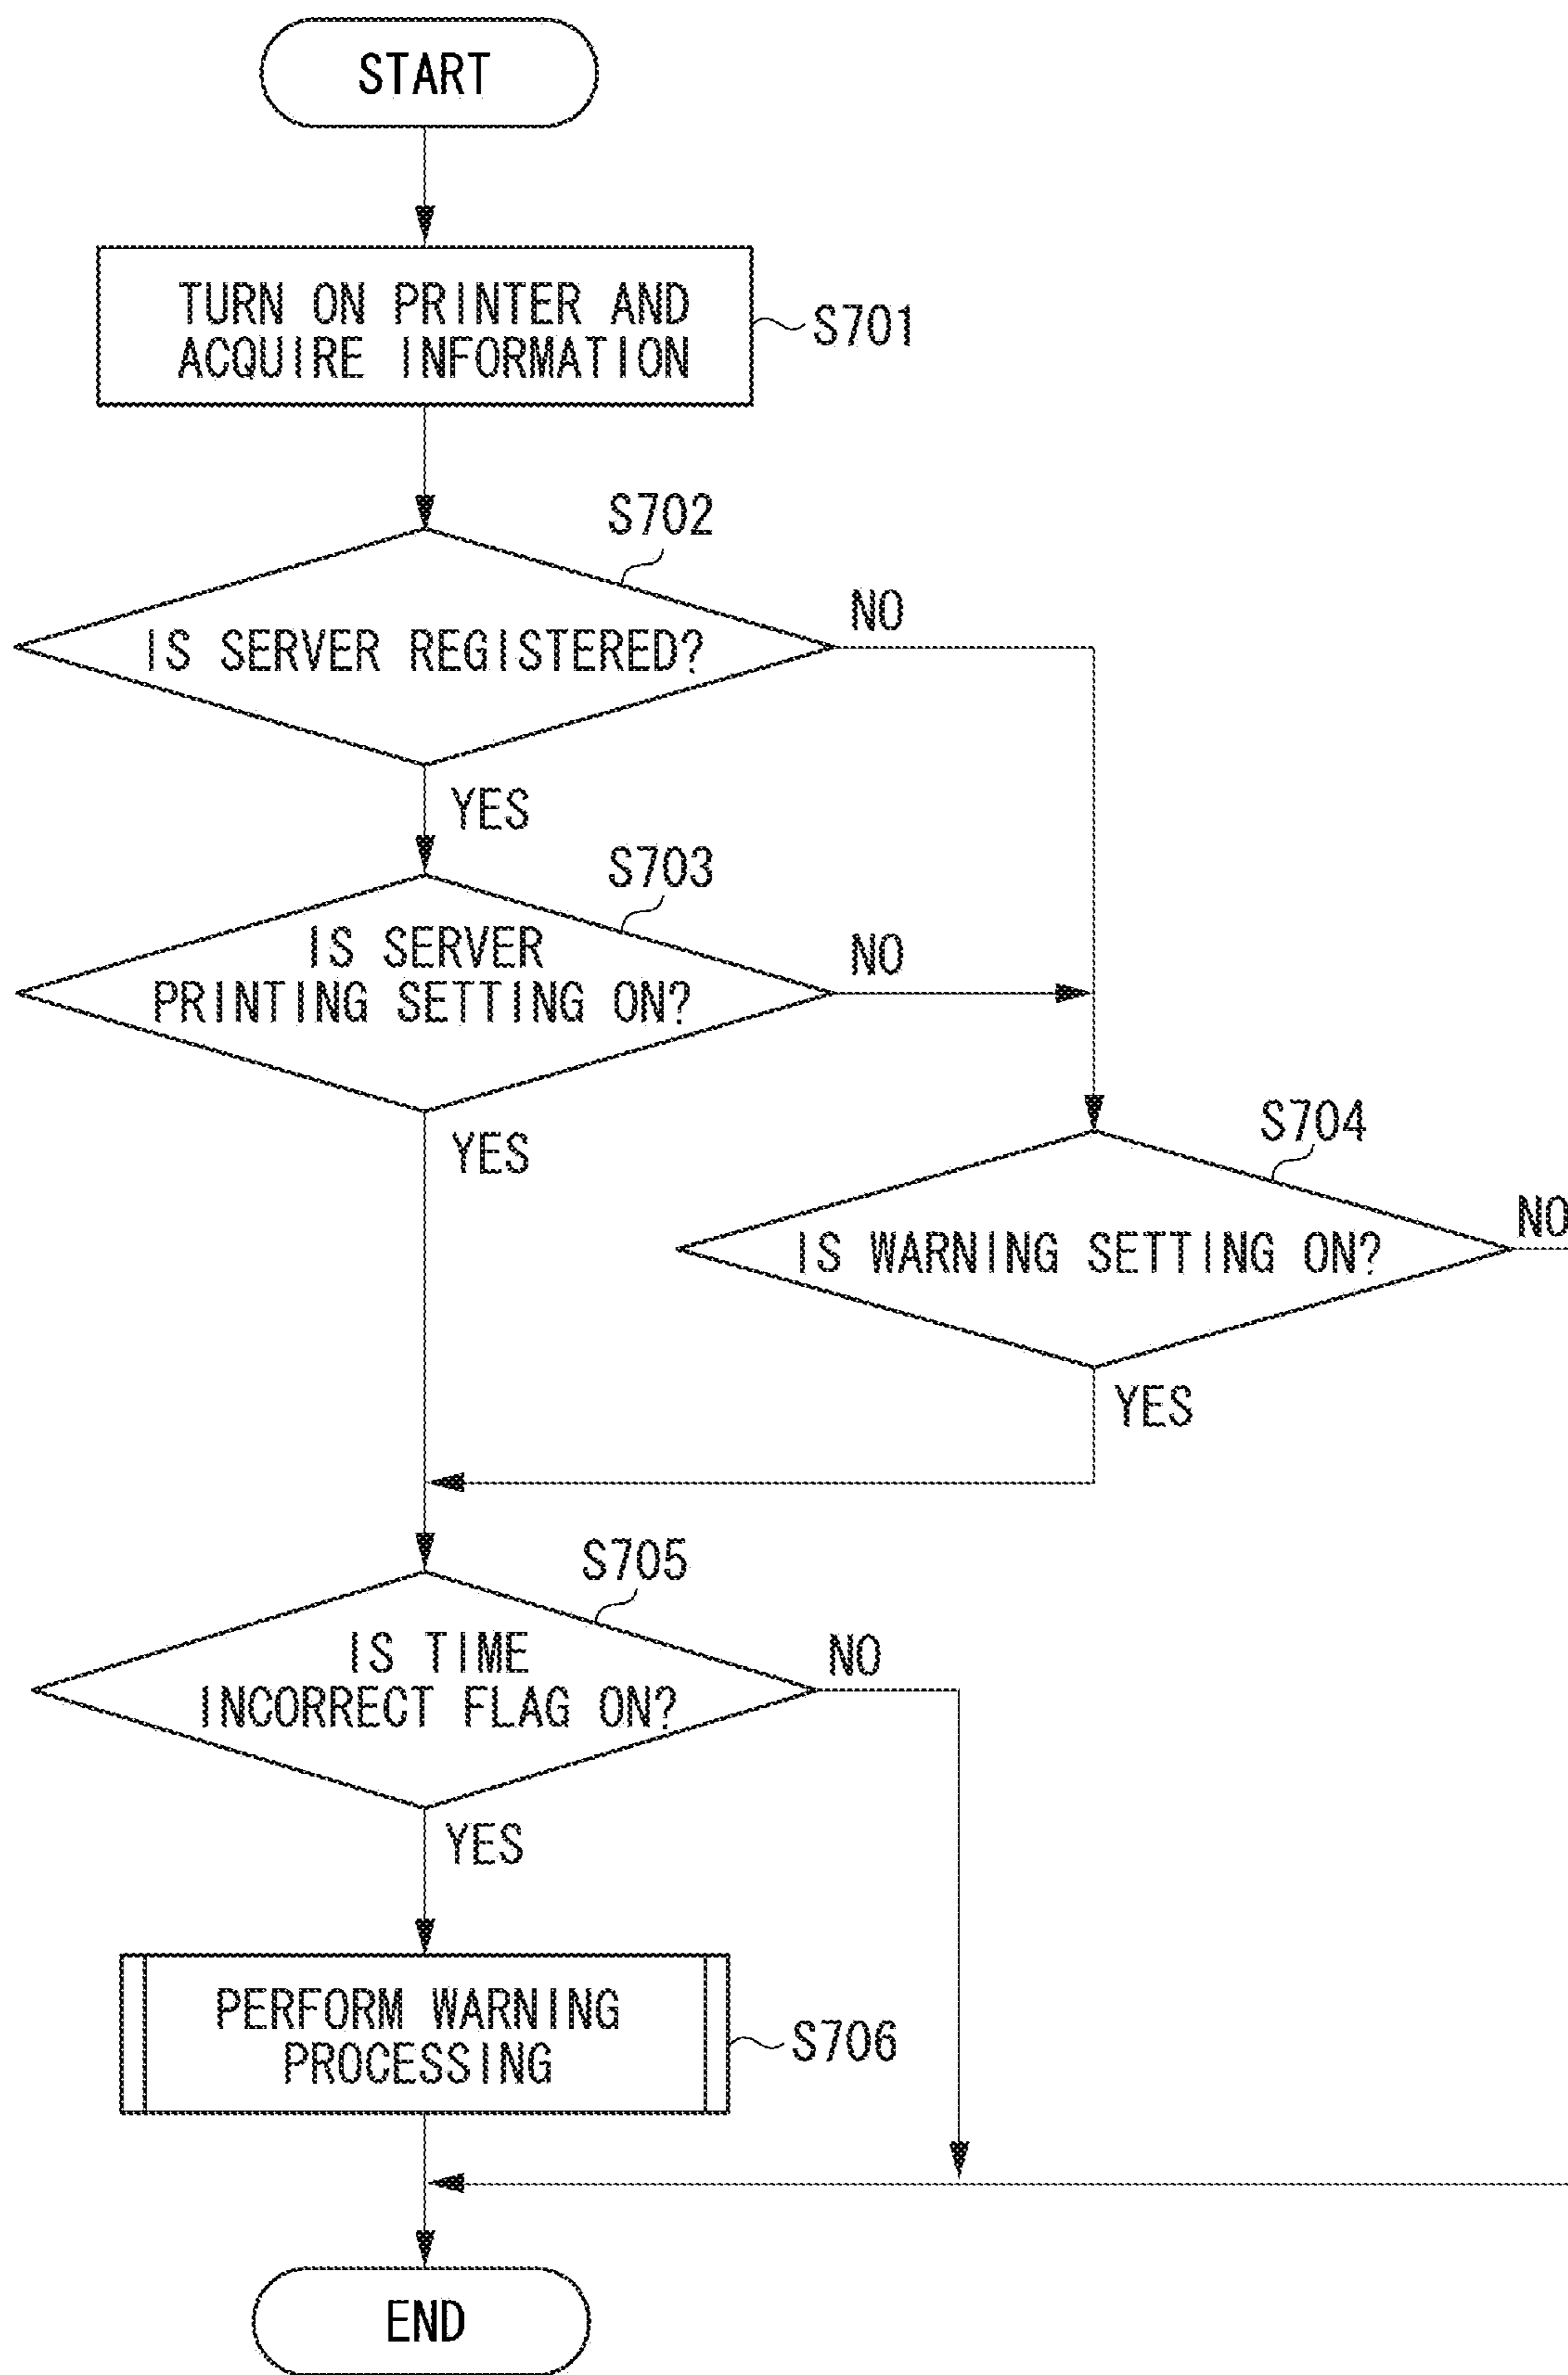 START
TURN ON PRINTER AND
ACQUIRE INFORMATION
S701
S702
IS SERVER REGISTERED?
NO
YES
S703
IS SERVER
PRINTING SETTING ON?
NO
YES
S704
IS WARNING SETTING ON?
NO
YES
S705
IS TIME
INCORRECT FLAG ON?
NO
YES
PERFORM WARNING
PROCESSING
S706
END